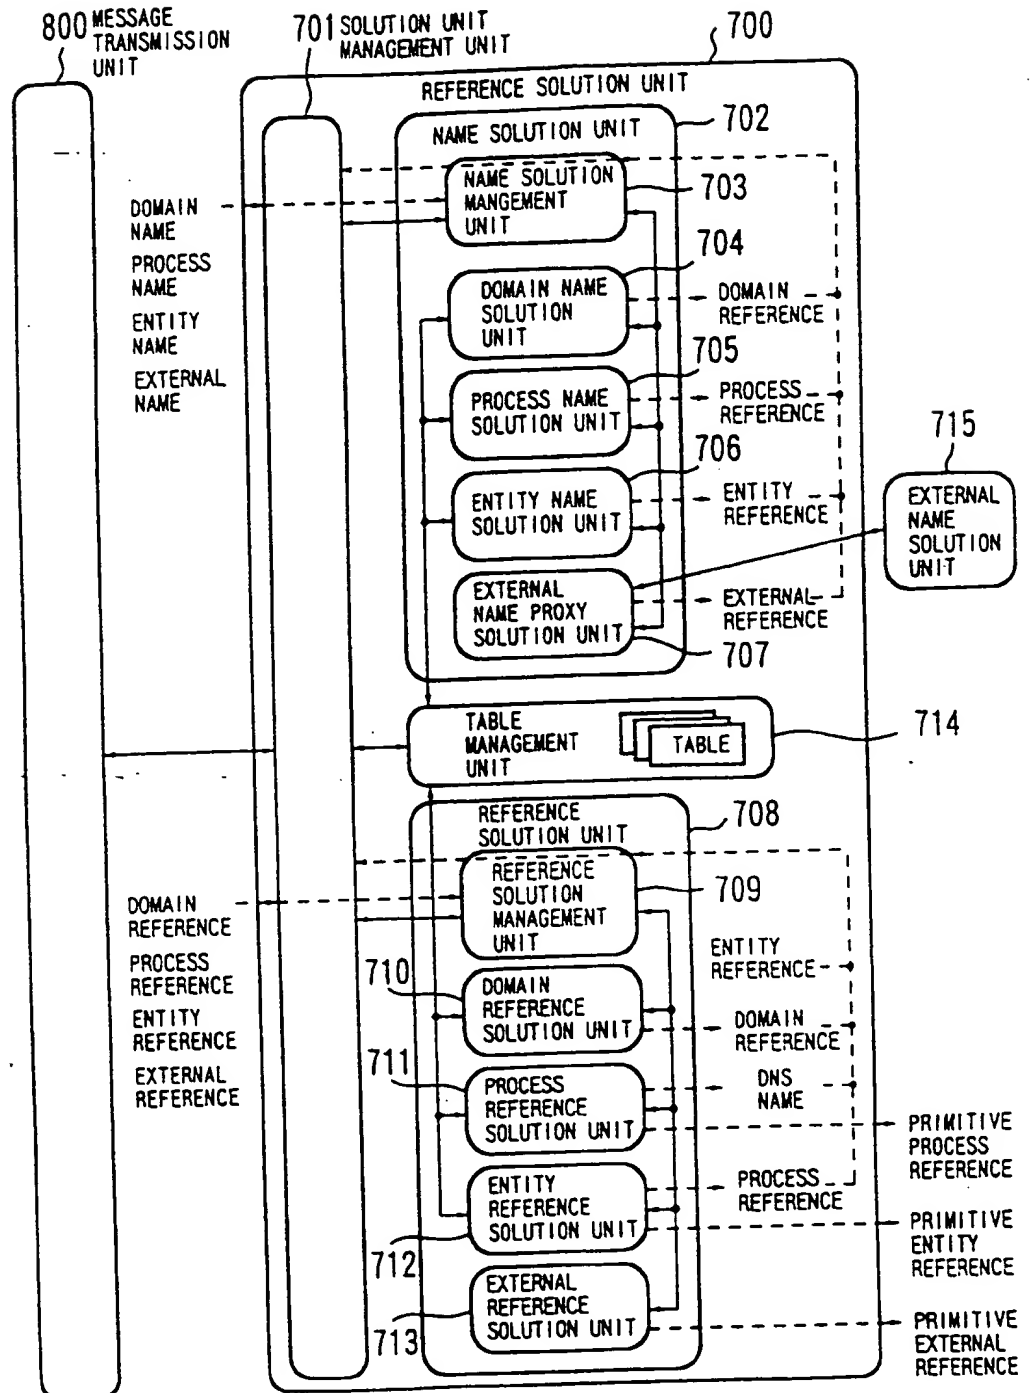 800 MESSAGE
TRANSMISSION
UNIT
701 SOLUTION UNIT
MANAGEMENT UNIT
700
REFERENCE SOLUTION UNIT
702
NAME SOLUTION UNIT
NAME SOLUTION
MANGEMENT
UNIT
703
DOMAIN
NAME
PROCESS
NAME
ENTITY
NAME
EXTERNAL
NAME
704
DOMAIN NAME
SOLUTION
UNIT
DOMAIN
REFERENCE
705
PROCESS NAME
SOLUTION UNIT
PROCESS
REFERENCE
706
ENTITY NAME
SOLUTION UNIT
ENTITY
REFERENCE
715
EXTERNAL
NAME
SOLUTION
UNIT
EXTERNAL
NAME PROXY
SOLUTION UNIT
EXTERNAL
REFERENCE
707
TABLE
MANAGEMENT
UNIT
TABLE
714
REFERENCE
SOLUTION UNIT
708
REFERENCE
SOLUTION
MANAGEMENT
UNIT
709
DOMAIN
REFERENCE
PROCESS
REFERENCE
ENTITY
REFERENCE
EXTERNAL
REFERENCE
ENTITY
REFERENCE
710
DOMAIN
REFERENCE
SOLUTION UNIT
DOMAIN
REFERENCE
711
PROCESS
REFERENCE
SOLUTION UNIT
DNS
NAME
PRIMITIVE
PROCESS
REFERENCE
ENTITY
REFERENCE
SOLUTION UNIT
PROCESS
REFERENCE
712
PRIMITIVE
ENTITY
REFERENCE
EXTERNAL
REFERENCE
SOLUTION UNIT
713
PRIMITIVE
EXTERNAL
REFERENCE